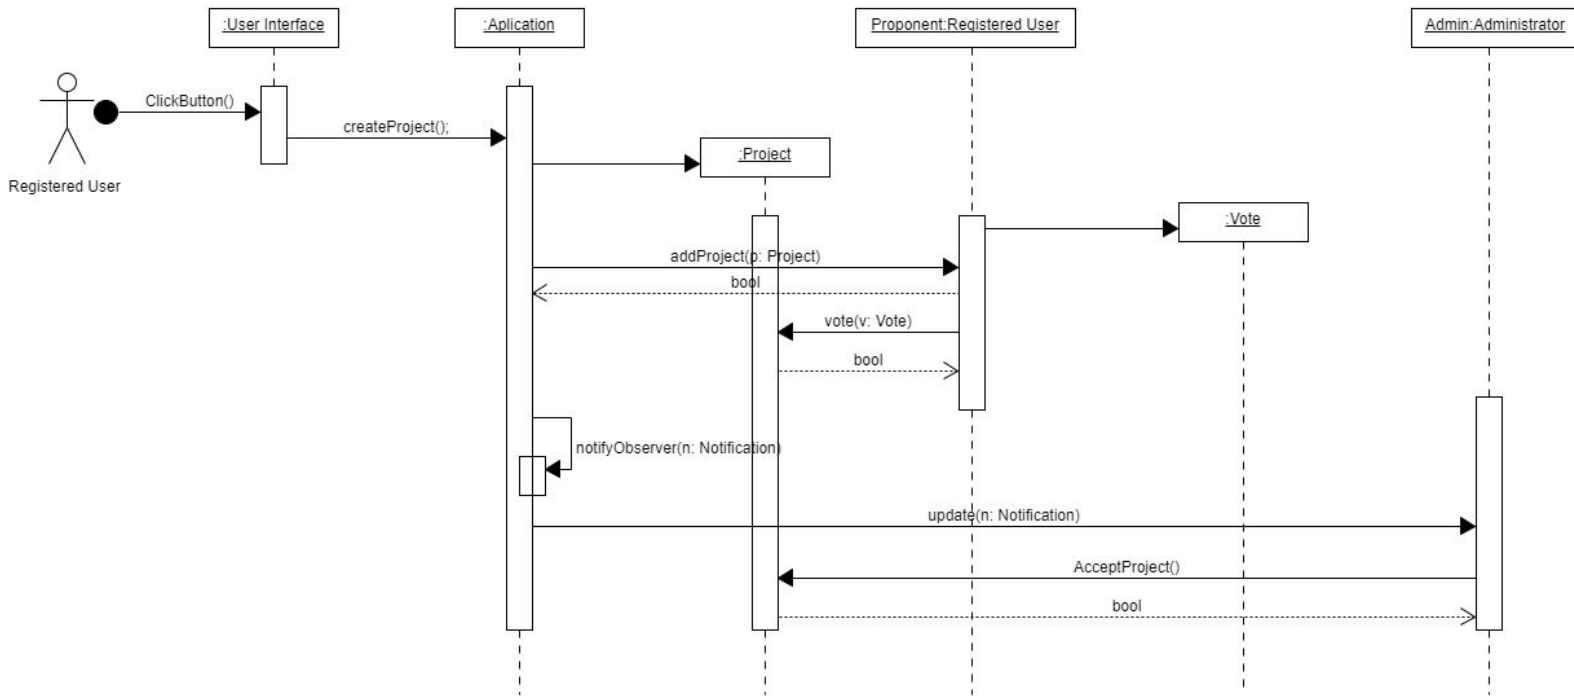 :User Interface
:Aplication
Proponent:Registered User
Admin:Administrator
ClickButton()
createProject();
:Project
Registered User
:Vote
addProject(p: Project)
bool
vote(v: Vote)
bool
notifyObserver(n: Notification)
update(n: Notification)
AcceptProject()
bool